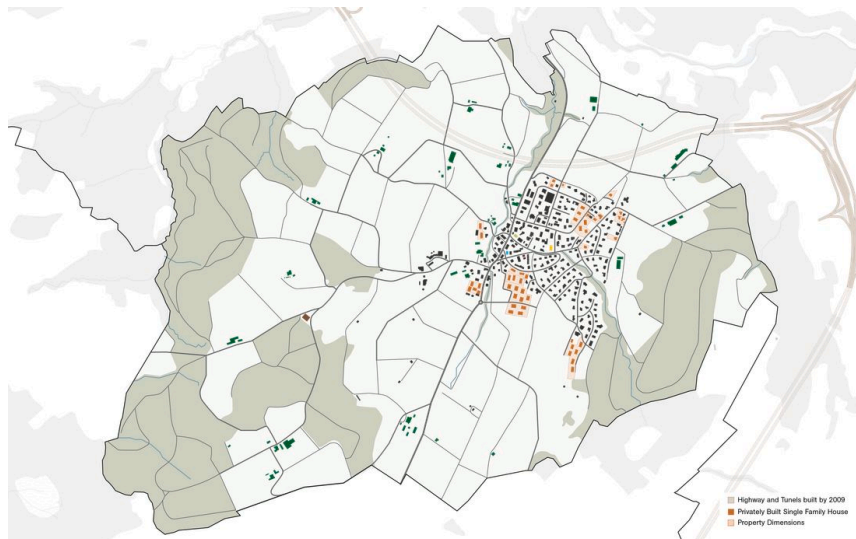 Highway and Tunels built by 2009
Privately Built Single Family House
Property Dimensions